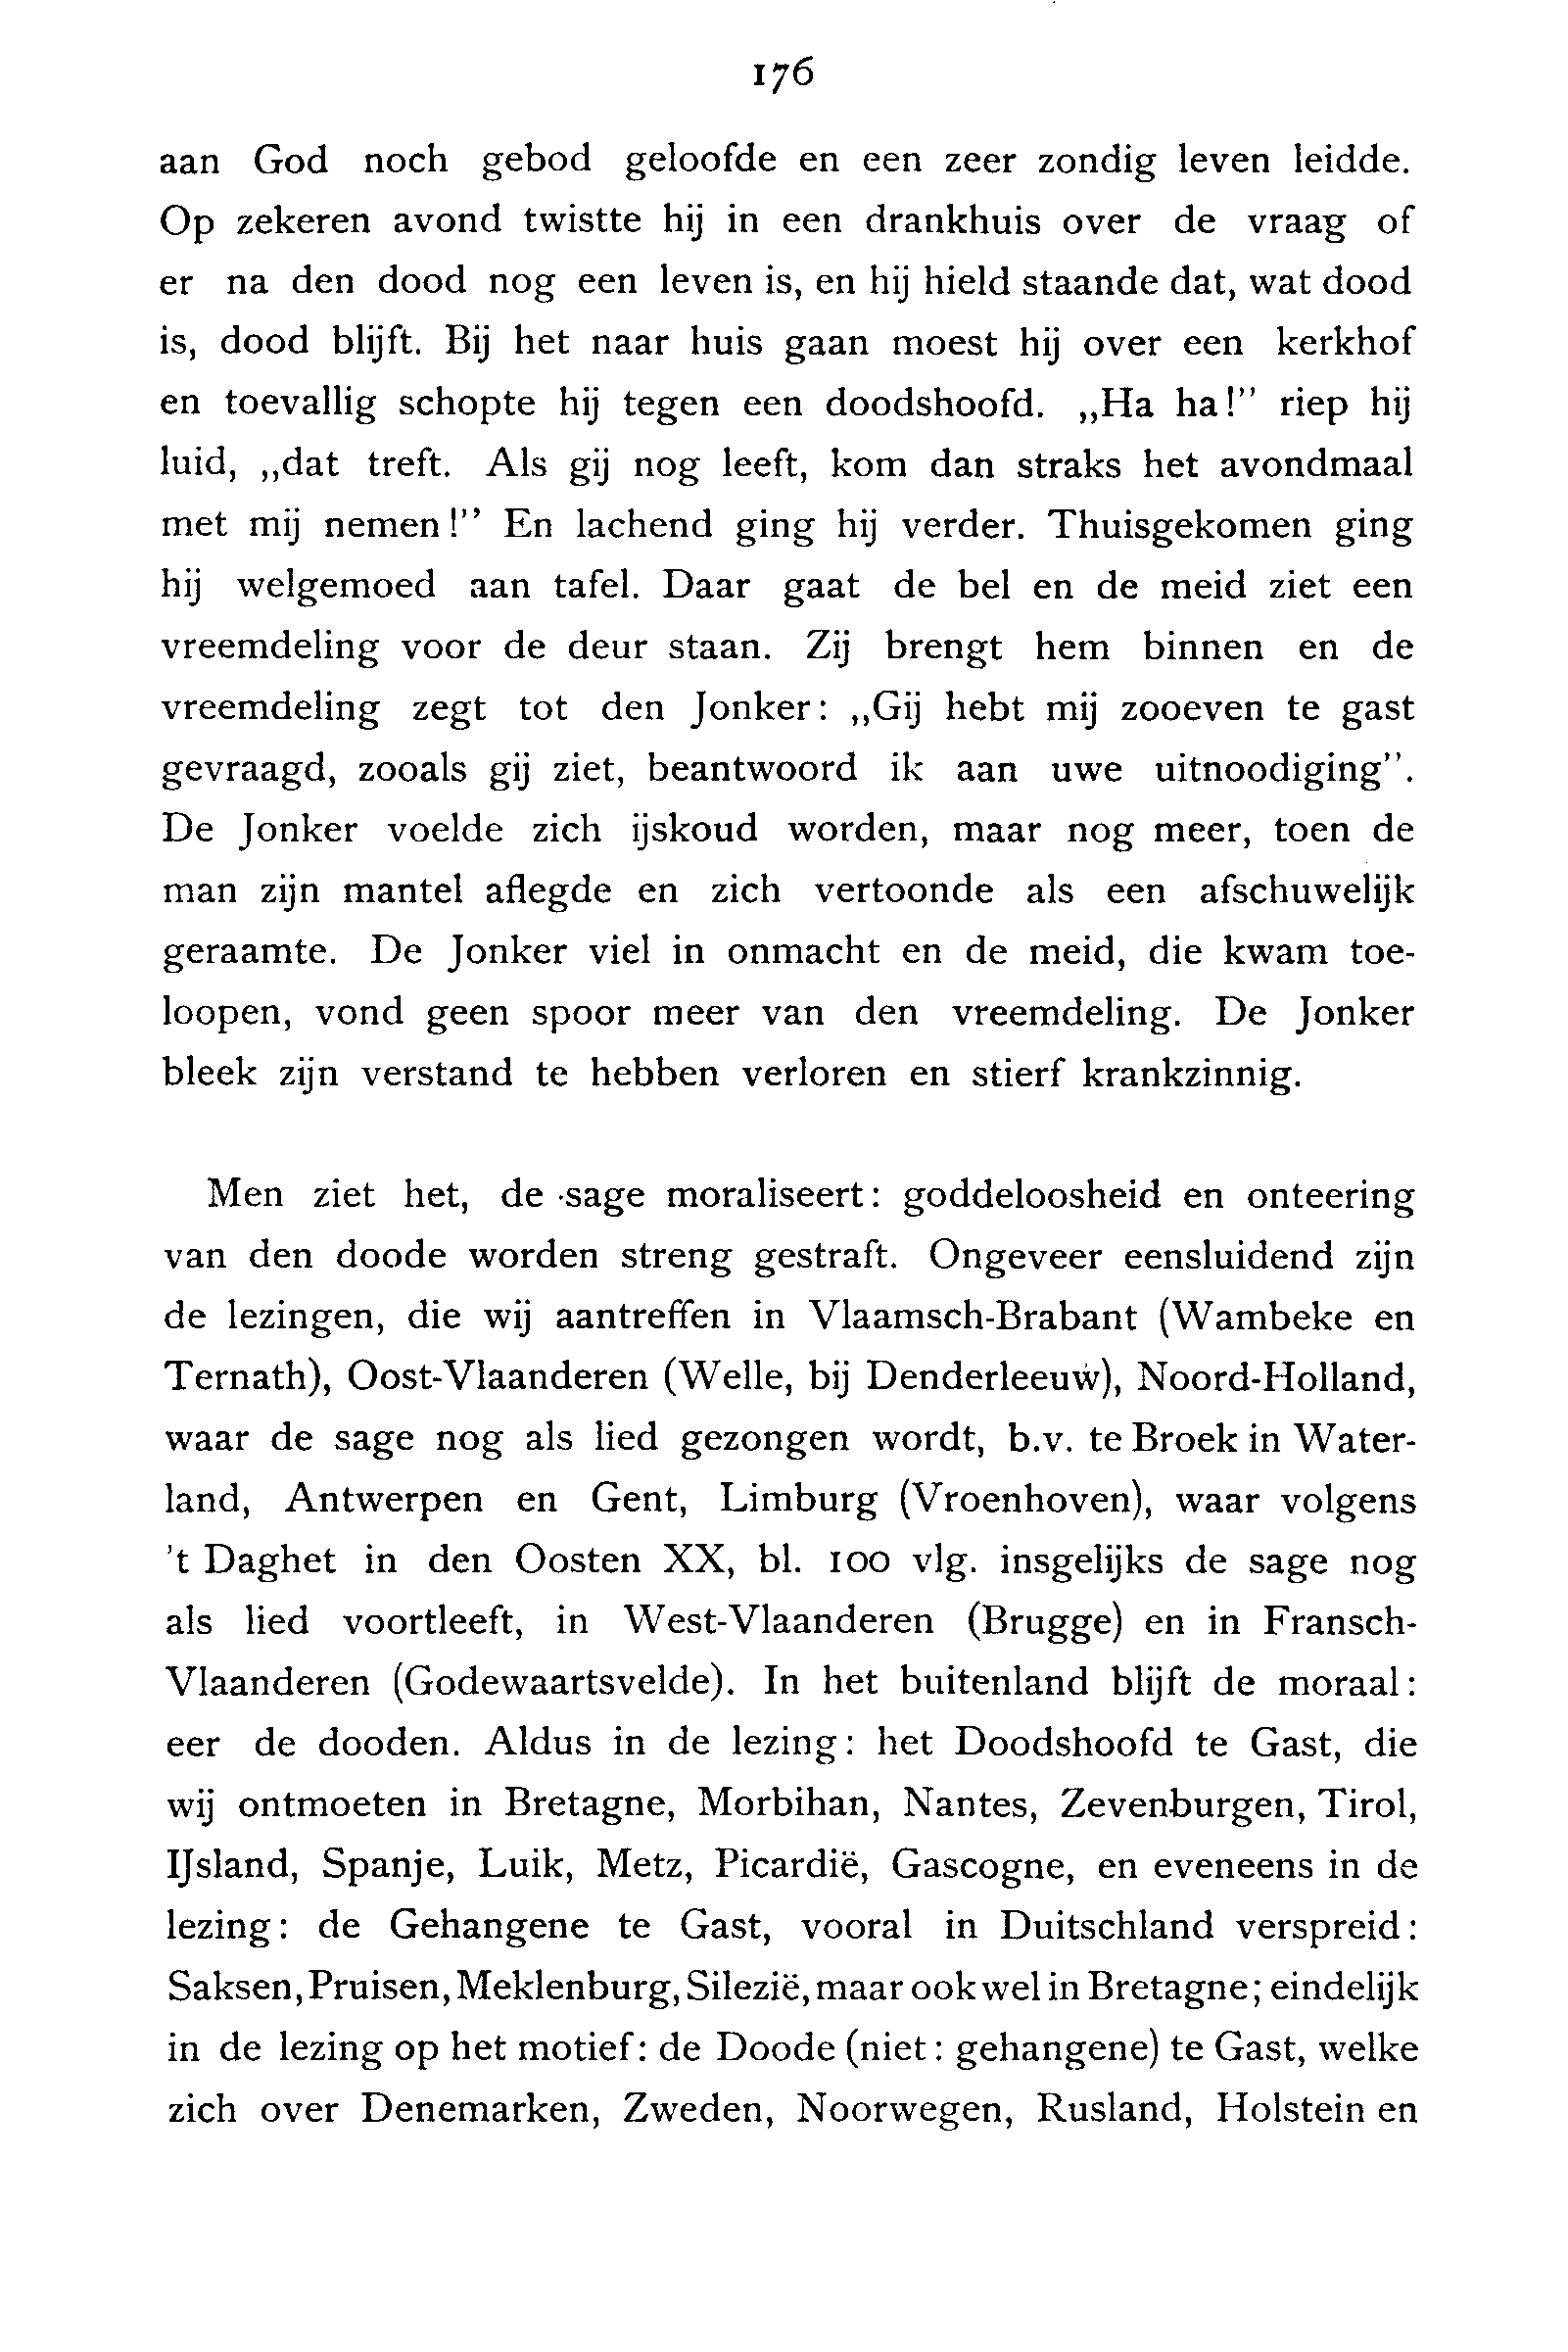 176
aan God noch gebod geloofde en een zeer zondig leven leidde.
Op zekeren avond twistte hij in een drankhuis over de vraag of
er na den dood nog een leven is, en hij hield staande dat, wat dood
is, dood blijft. Bij het naar huis gaan moest hij over een kerkhof
en toevallig schopte hij tegen een doodshoofd. „Ha ha!” riep hij
luid, „dat treft. Als gij nog leeft, kom dan straks het avondmaal
met mij nemen!” En lachend ging hij verder. Thuisgekomen ging
hij welgemoed aan tafel. Daar gaat de bel en de meid ziet een
vreemdeling voor de deur staan. Zij brengt hem binnen en de
vreemdeling zegt tot den Jonker: „Gij hebt mij zooeven te gast
gevraagd, zooals gij ziet, beantwoord ik aan uwe uitnoodiging”.
De Jonker voelde zich ijskoud worden, maar nog meer, toen de
man zijn mantel aflegde en zich vertoonde als een afschuwelijk
geraamte. De Jonker viel in onmacht en de meid, die kwam toe-
loopen, vond geen spoor meer van den vreemdeling. De Jonker
bleek zijn verstand te hebben verloren en stierf krankzinnig.
Men ziet het, de sage moraliseert: goddeloosheid en onteering
van den doode worden streng gestraft. Ongeveer eensluidend zijn
de lezingen, die wij aantreffen in Vlaamsch-Brabant (Wambeke en
Ternath), Oost-Vlaanderen (Welle, bij Denderleeuw), Noord-Holland,
waar de sage nog als lied gezongen wordt, b.v. te Broek in Water-
land, Antwerpen en Gent, Limburg (Vroenhoven), waar volgens
't Daghet in den Oosten XX, bl. 100 vlg. insgelijks de sage nog
als lied voortleeft, in West-Vlaanderen (Brugge) en in Fransch-
Vlaanderen (Godewaartsvelde). In het buitenland blijft de moraal:
eer de dooden. Aldus in de lezing: het Doodshoofd te Gast, die
wij ontmoeten in Bretagne, Morbihan, Nantes, Zevenburgen, Tirol,
IJsland, Spanje, Luik, Metz, Picardië, Gascogne, en eveneens in de
lezing: de Gehangene te Gast, vooral in Duitschland verspreid:
Saksen, Pruisen, Meklenburg, Silezië, maar ook wel in Bretagne; eindelijk
in de lezing op het motief: de Doode (niet: gehangene) te Gast, welke
zich over Denemarken, Zweden, Noorwegen, Rusland, Holstein en